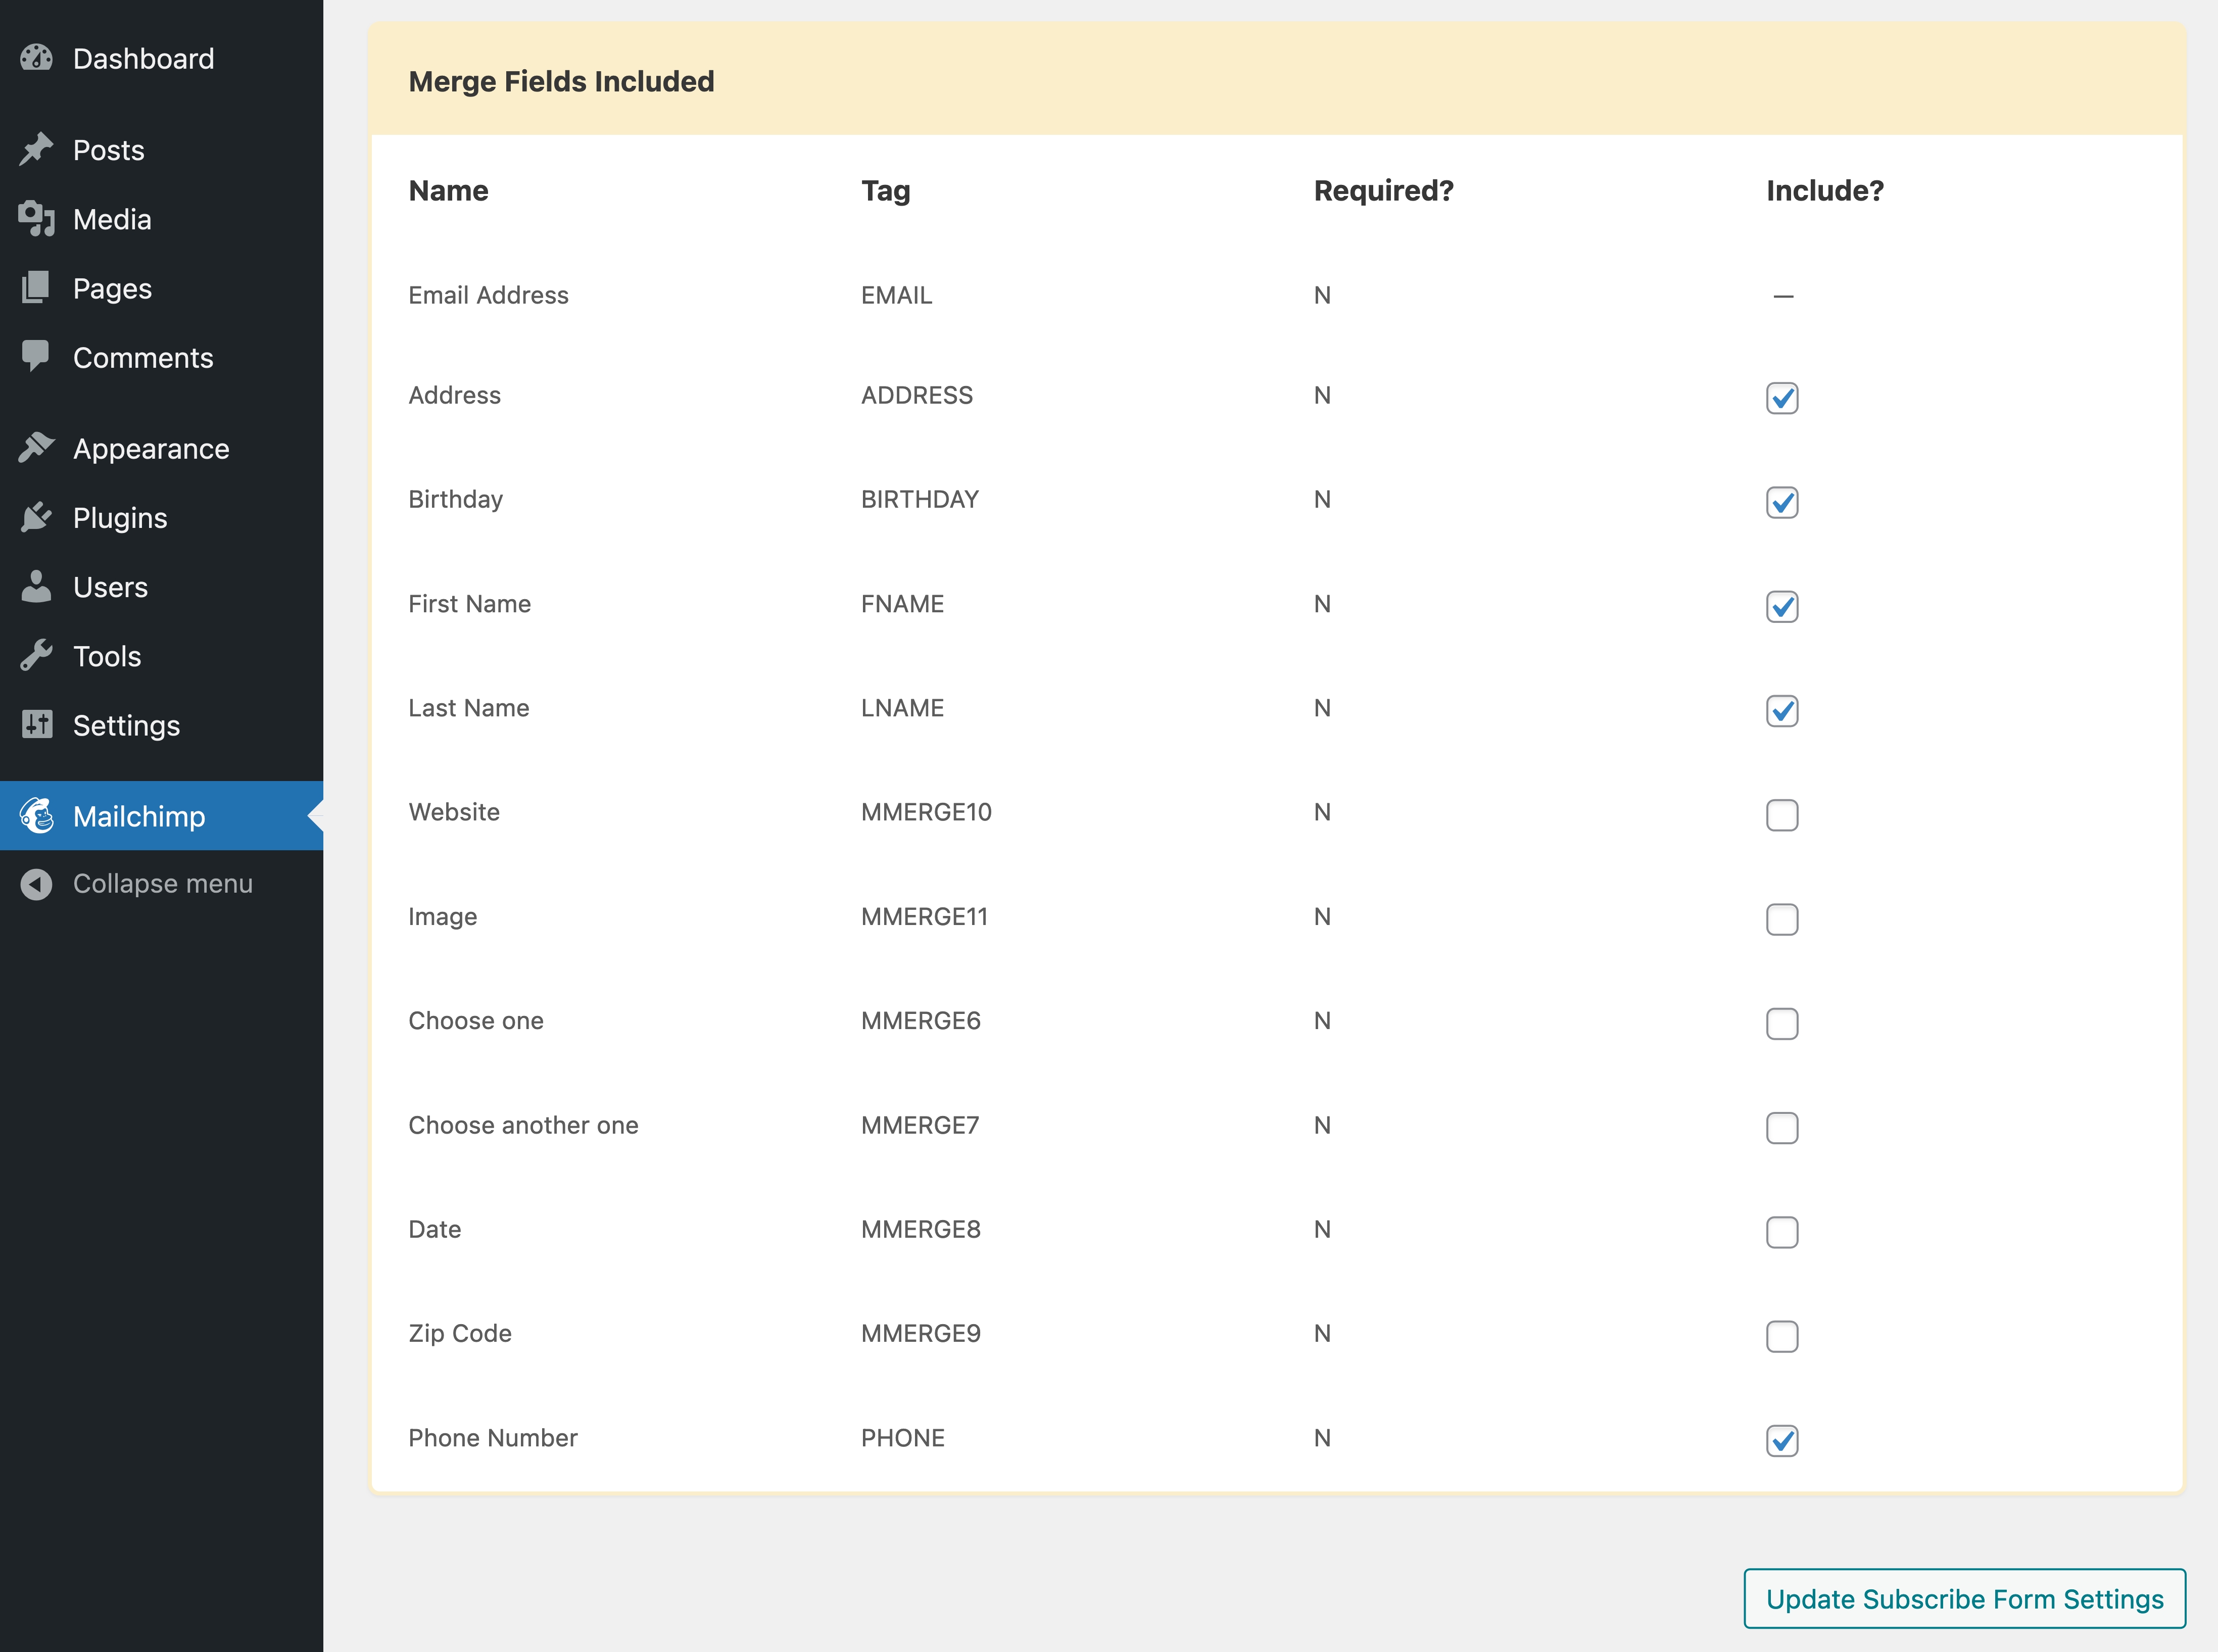 Dashboard
Posts
Media
Pages
Comments
Appearance
Plugins
Users
Tools
Settings
Mailchimp
Collapse menu
Merge Fields Included
Name Tag Required? Include?
Email Address EMAIL N —
Address ADDRESS N
Birthday BIRTHDAY N
First Name FNAME N
Last Name LNAME N
Website MMERGE10 N
Image MMERGE11 N
Choose one MMERGE6 N
Choose another one MMERGE7 N
Date MMERGE8 N
Zip Code MMERGE9 N
Phone Number PHONE N
Update Subscribe Form Settings